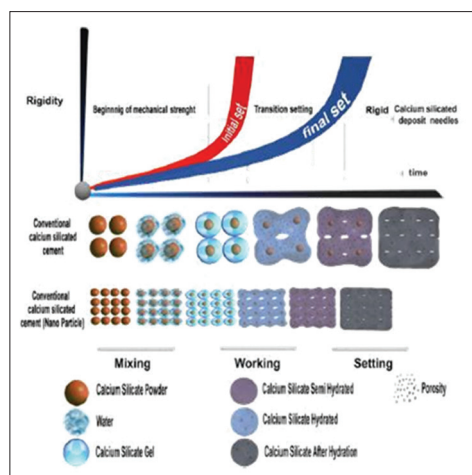 Rigidity
Beginnig of mechanical strenght
initial set
Transition setting
final set
Rigid
Calcium silicated
deposit needles
time
Conventional
calcium silicated
cement
Conventional
calcium silicated
cement (Nano Particle)
Mixing
Working
Setting
Calcium Silicate Powder
Water
Calcium Silicate Gel
Calcium Silicate Semi Hydrated
Calcium Silicate Hydrated
Calcium Silicate After Hydration
Porosity